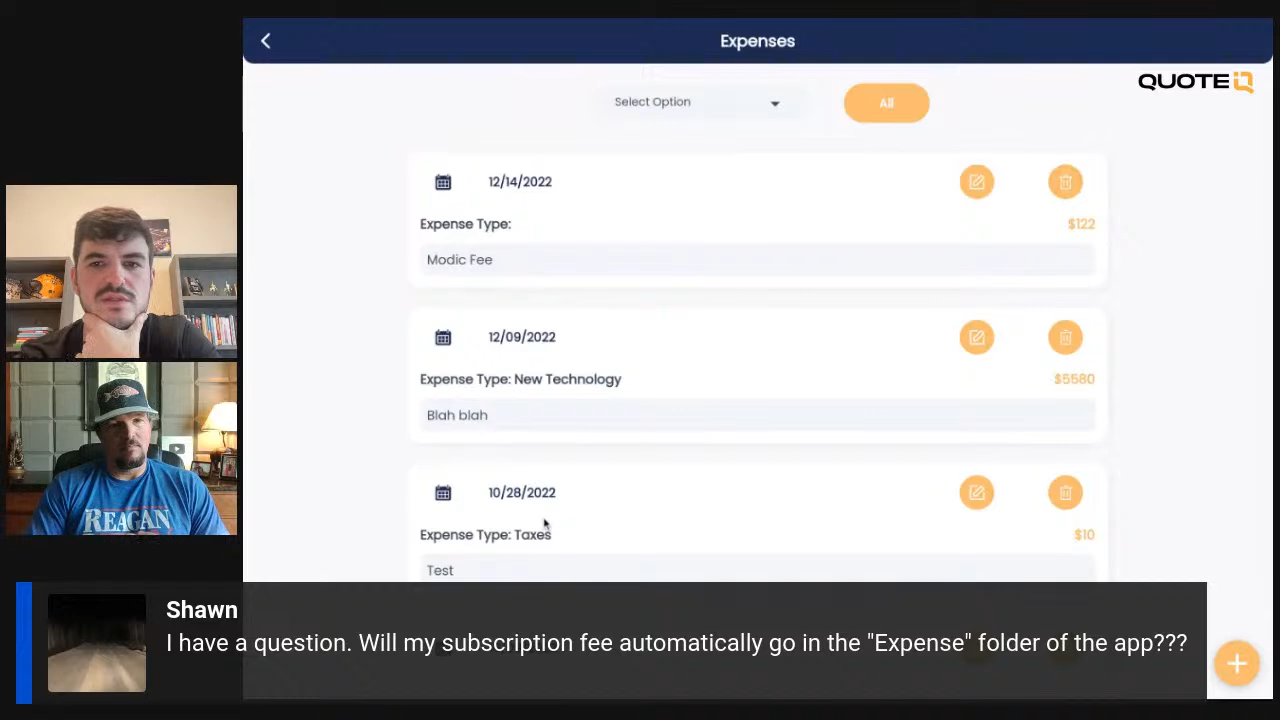 Expenses
QUOTE IQ
Select Option
All
12/14/2022
Expense Type:
$122
Modic Fee
12/09/2022
Expense Type: New Technology
$5580
Blah blah
10/28/2022
Expense Type: Taxes
$10
Test
REAGAN
Shawn
I have a question. Will my subscription fee automatically go in the "Expense" folder of the app???